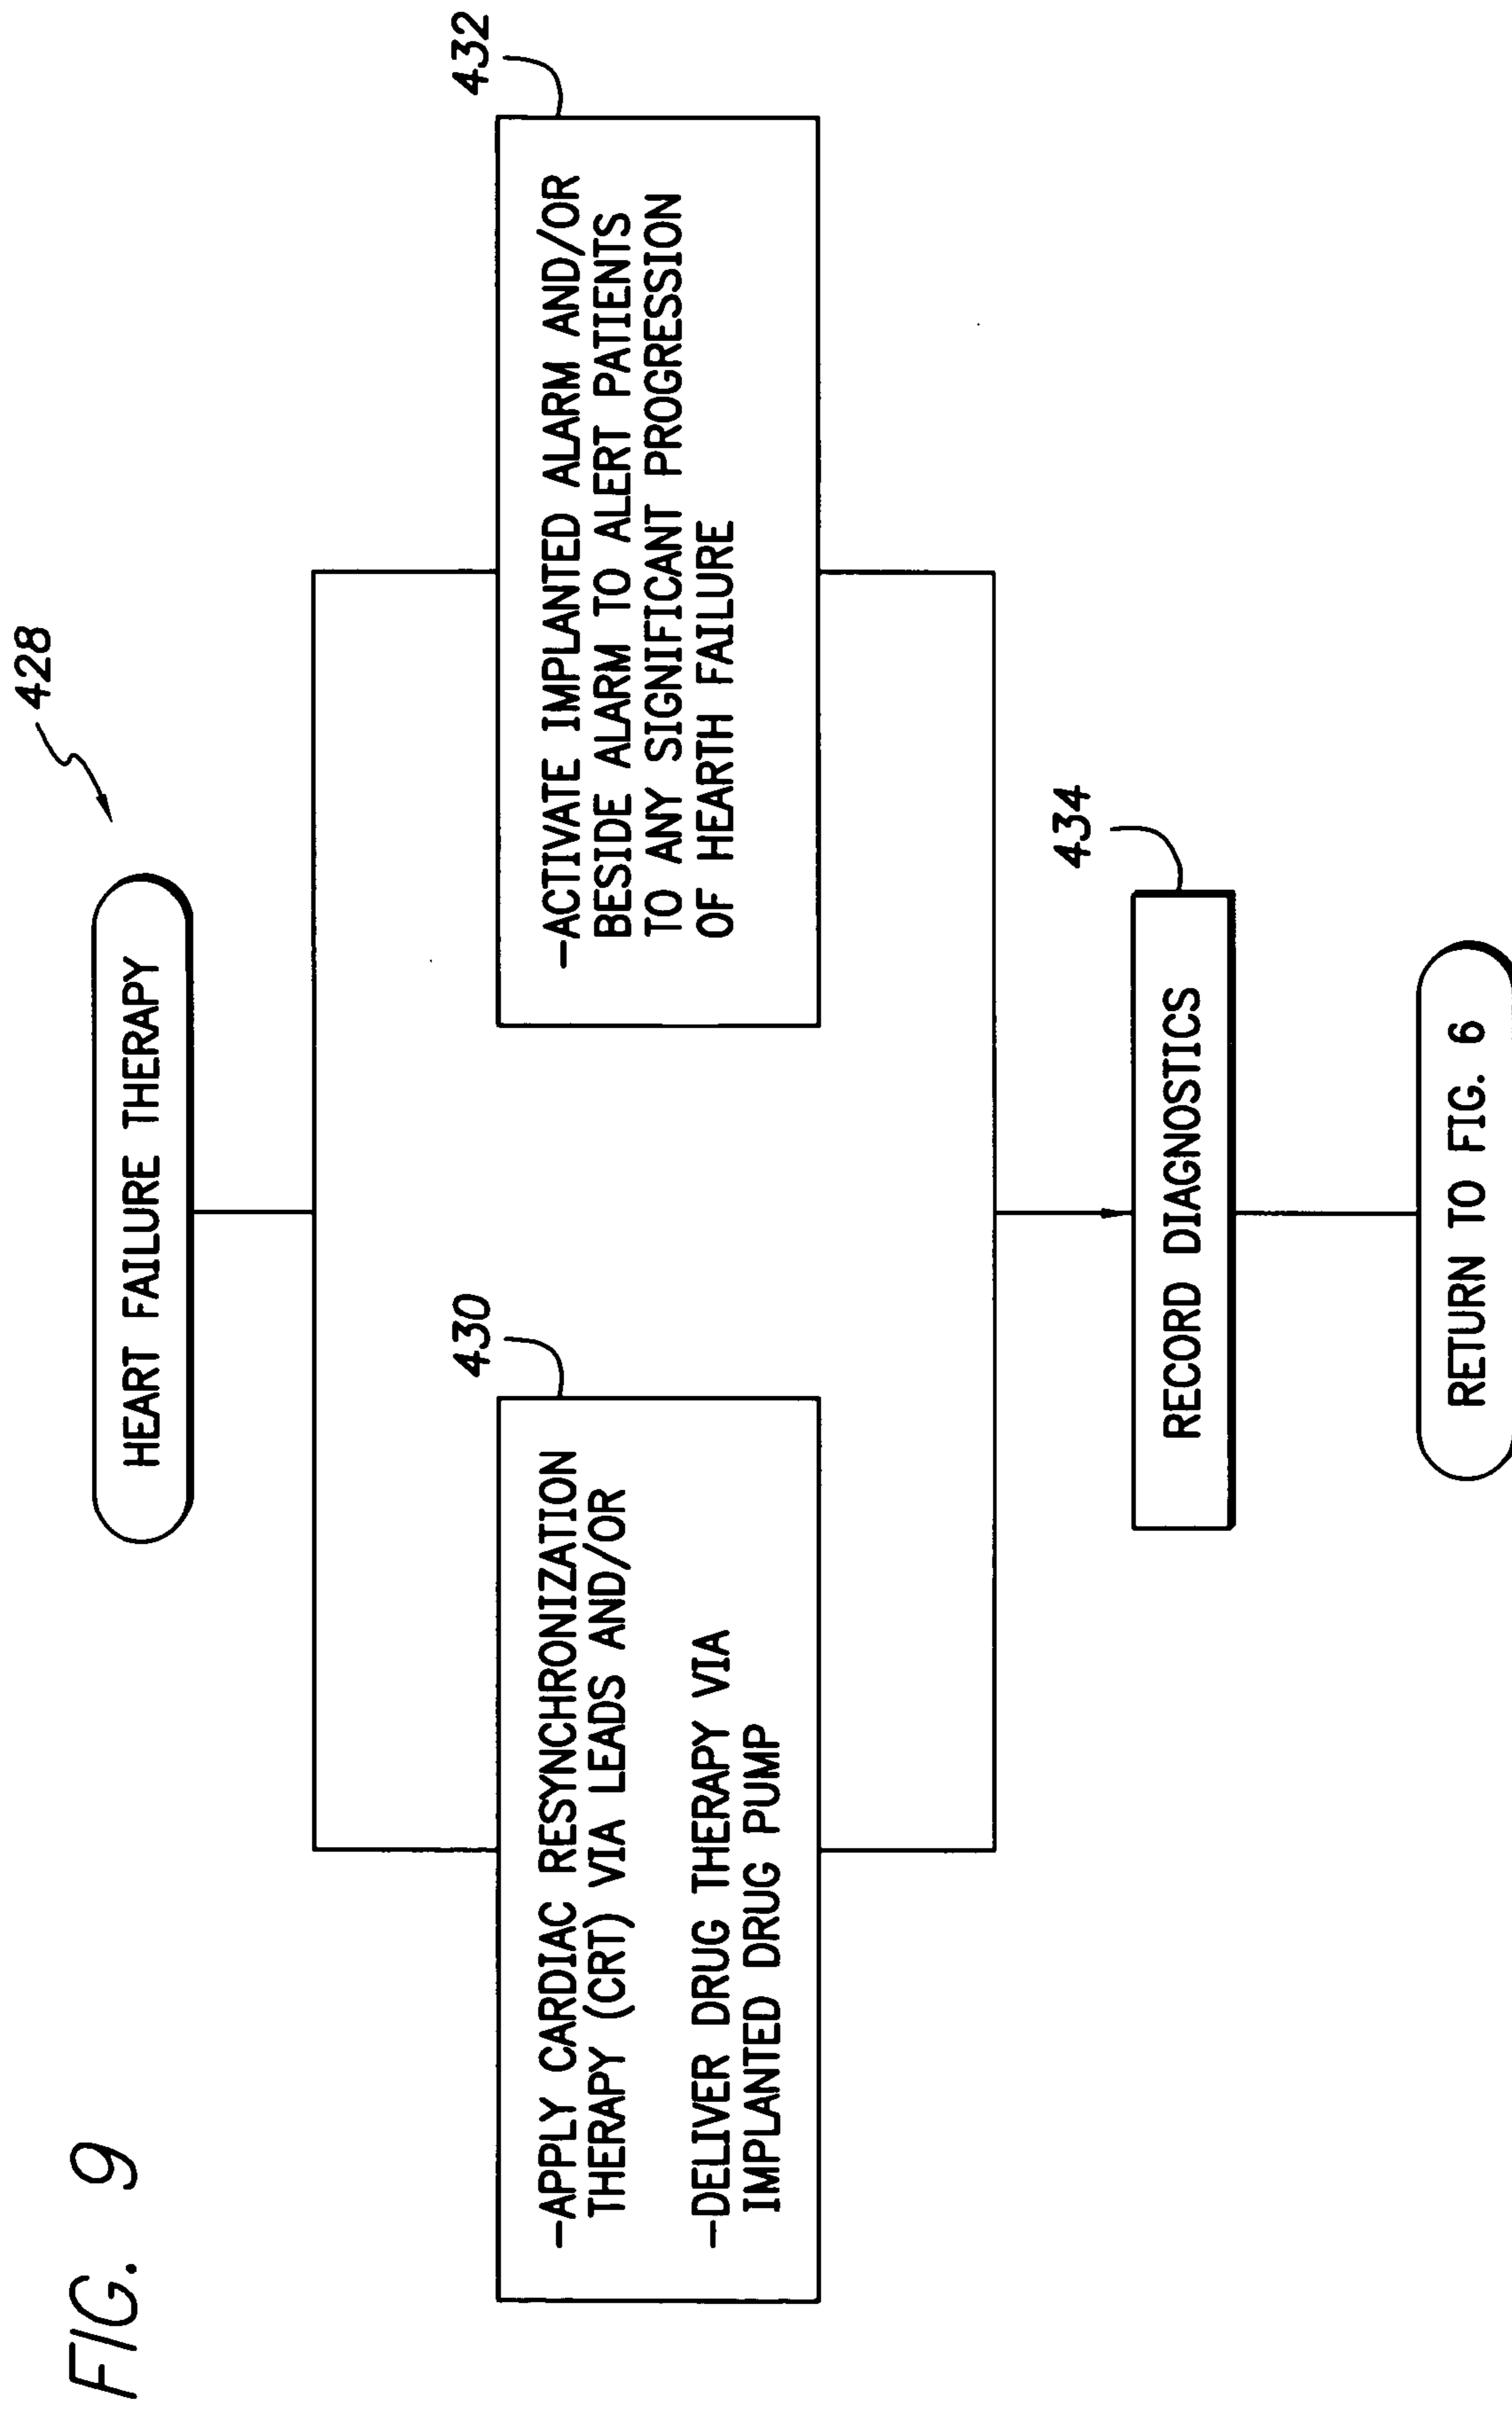 FIG. 9
428
HEART FAILURE THERAPY
430
-APPLY CARDIAC RESYNCHRONIZATION
THERAPY (CRT) VIA LEADS AND/OR
-DELIVER DRUG THERAPY VIA
IMPLANTED DRUG PUMP
432
-ACTIVATE IMPLANTED ALARM AND/OR
BESIDE ALARM TO ALERT PATIENTS
TO ANY SIGNIFICANT PROGRESSION
OF HEARTH FAILURE
434
RECORD DIAGNOSTICS
RETURN TO FIG. 6